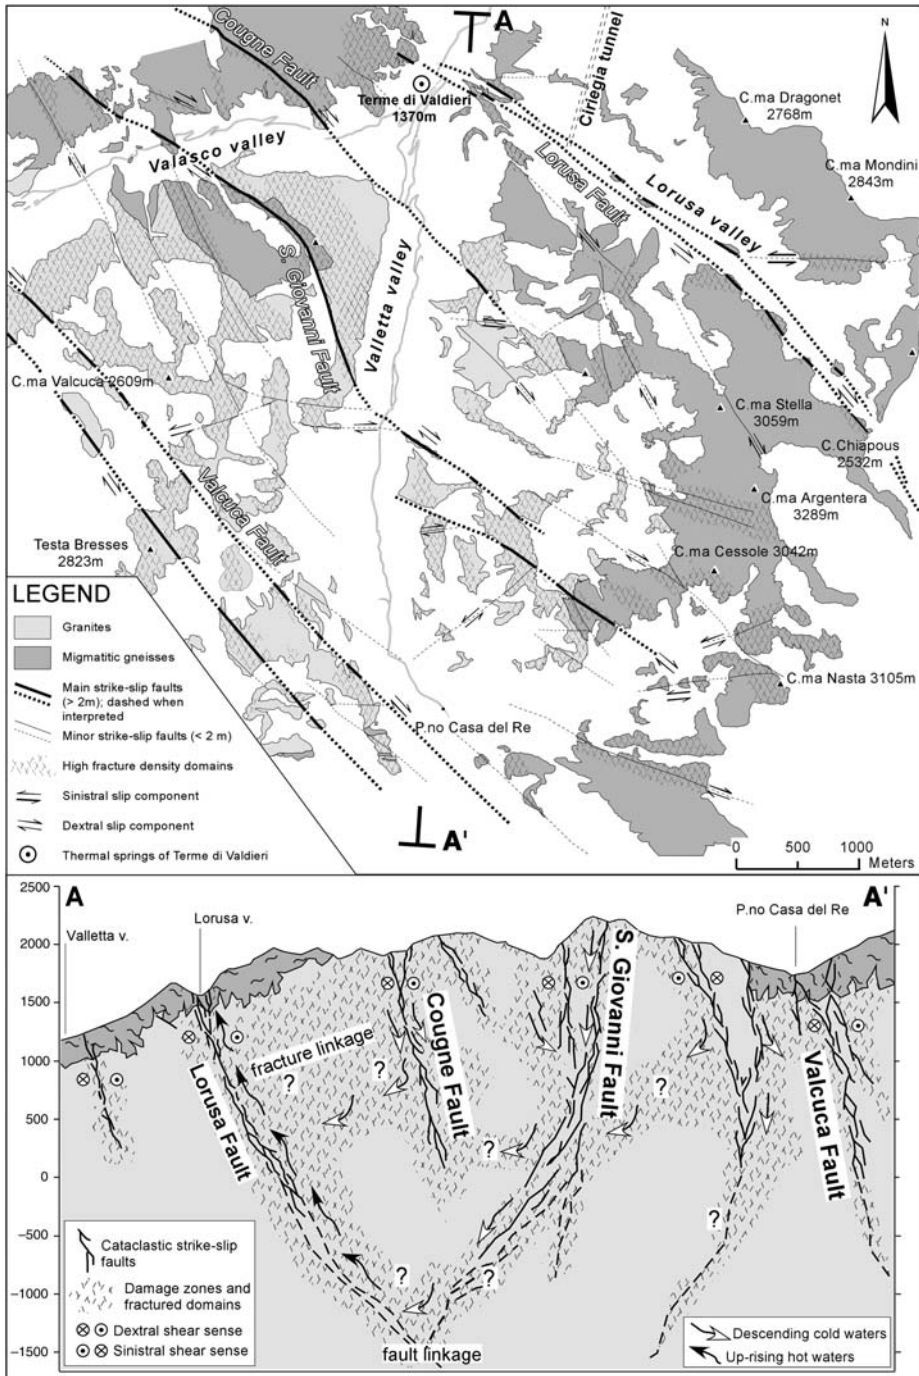 A
N
Cougne Fault
Terme di Valdieri
1370m
Ciriegia tunnel
C.ma Dragonet
2768m
C.ma Mondini
2843m
Valasco valley
Lorusa Fault
Lorusa valley
S. Giovanni Fault
Valletta valley
C.ma Valcuca 2609m
C.ma Stella
3059m
C.Chiapous
2532m
Valcuca Fault
C.ma Argentera
3289m
Testa Bresses
2823m
C.ma Cessole 3042m
C.ma Nasta 3105m
P.no Casa del Re
A'
LEGEND
Granites
Migmatitic gneisses
Main strike-slip faults
(> 2m); dashed when
interpreted
Minor strike-slip faults (< 2 m)
High fracture density domains
Sinistral slip component
Dextral slip component
Thermal springs of Terme di Valdieri
0 500 1000
Meters
A
A'
2500
2000
1500
1000
500
0
−500
−1000
−1500
Valletta v.
Lorusa v.
P.no Casa del Re
Lorusa Fault
fracture linkage
Cougne Fault
S. Giovanni Fault
Valcuca Fault
?
?
?
?
?
?
?
?
fault linkage
Cataclastic strike-slip
faults
Damage zones and
fractured domains
Dextral shear sense
Sinistral shear sense
Descending cold waters
Up-rising hot waters